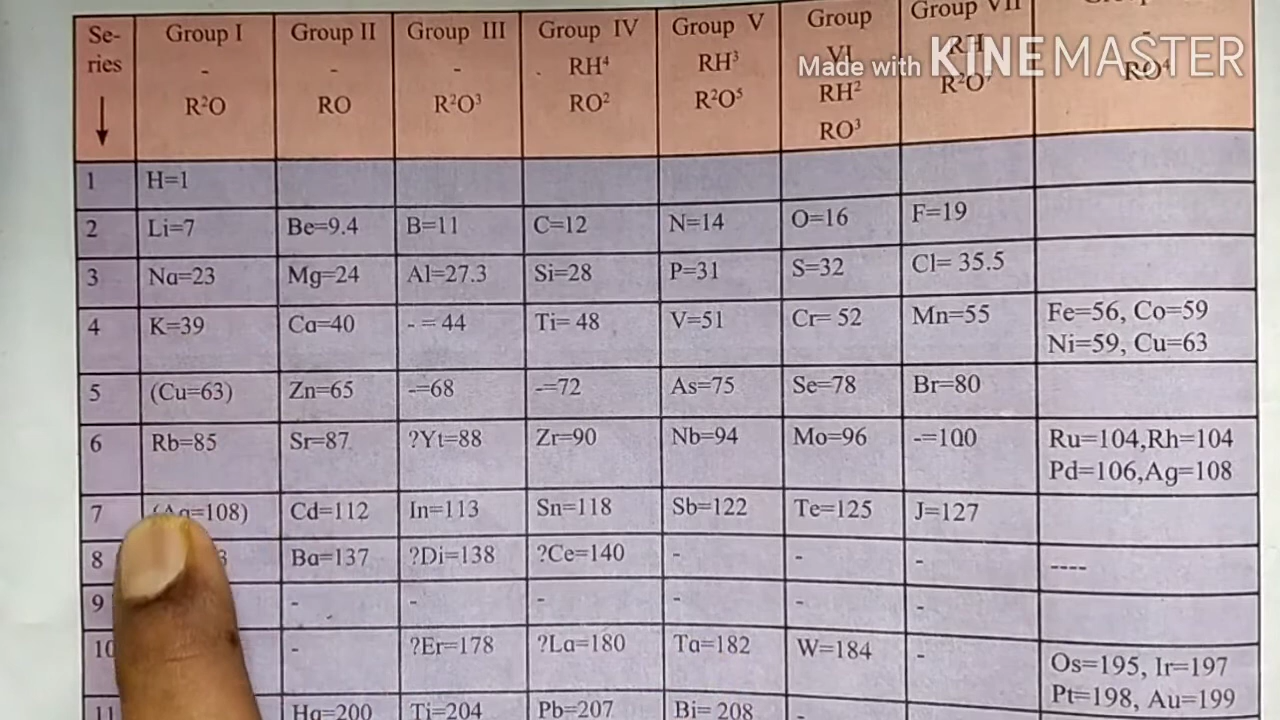 Se- Group I Group II Group III Group IV Group V Group Group VII
ries - - - RH⁴ RH³ VI RH
R²O RO R²O³ RO² R²O⁵ RH² R²O⁷ RO⁴
RO³
Made with KINEMASTER
1 H=1
2 Li=7 Be=9.4 B=11 C=12 N=14 O=16 F=19
3 Na=23 Mg=24 Al=27.3 Si=28 P=31 S=32 Cl= 35.5
4 K=39 Ca=40 - = 44 Ti= 48 V=51 Cr= 52 Mn=55 Fe=56, Co=59
Ni=59, Cu=63
5 (Cu=63) Zn=65 -=68 -=72 As=75 Se=78 Br=80
6 Rb=85 Sr=87 ?Yt=88 Zr=90 Nb=94 Mo=96 -=100 Ru=104,Rh=104
Pd=106,Ag=108
7 (Ag=108) Cd=112 In=113 Sn=118 Sb=122 Te=125 J=127
8 Ba=137 ?Di=138 ?Ce=140 - - - ----
9 - - - - - -
10 - ?Er=178 ?La=180 Ta=182 W=184 - Os=195, Ir=197
Pt=198, Au=199
11 Hg=200 Ti=204 Pb=207 Bi= 208 -